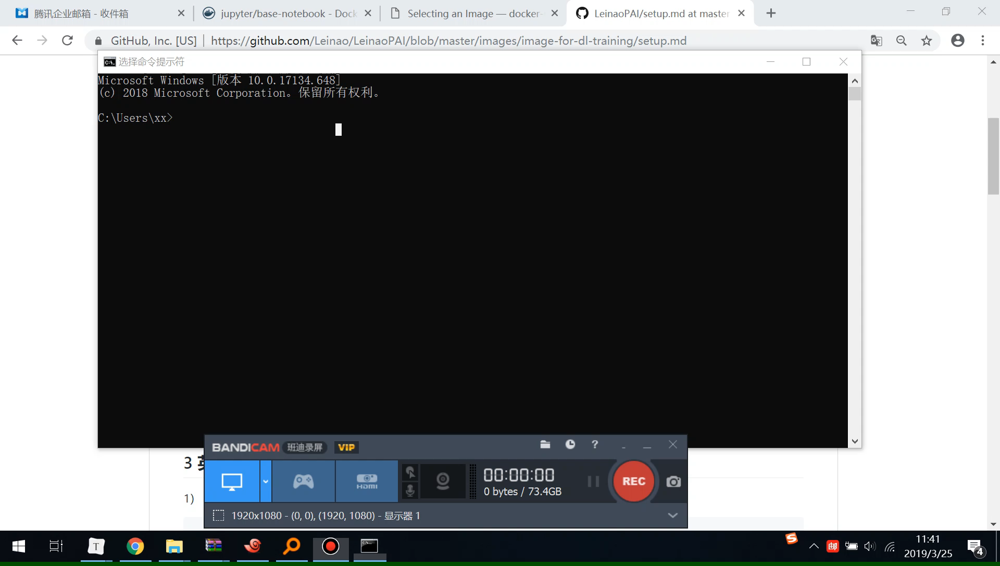 腾讯企业邮箱 - 收件箱
jupyter/base-notebook - Dock
Selecting an Image — docker-
LeinaoPAI/setup.md at master
GitHub, Inc. [US] | https://github.com/Leinao/LeinaoPAI/blob/master/images/image-for-dl-training/setup.md
选择命令提示符
Microsoft Windows [版本 10.0.17134.648]
(c) 2018 Microsoft Corporation。保留所有权利。
C:\Users\xx>
3
BANDICAM 班迪录屏 VIP
1)
HDMI
00:00:00
0 bytes / 73.4GB
REC
1920x1080 - (0, 0), (1920, 1080) - 显示器 1
T
邮
11:41
2019/3/25
4